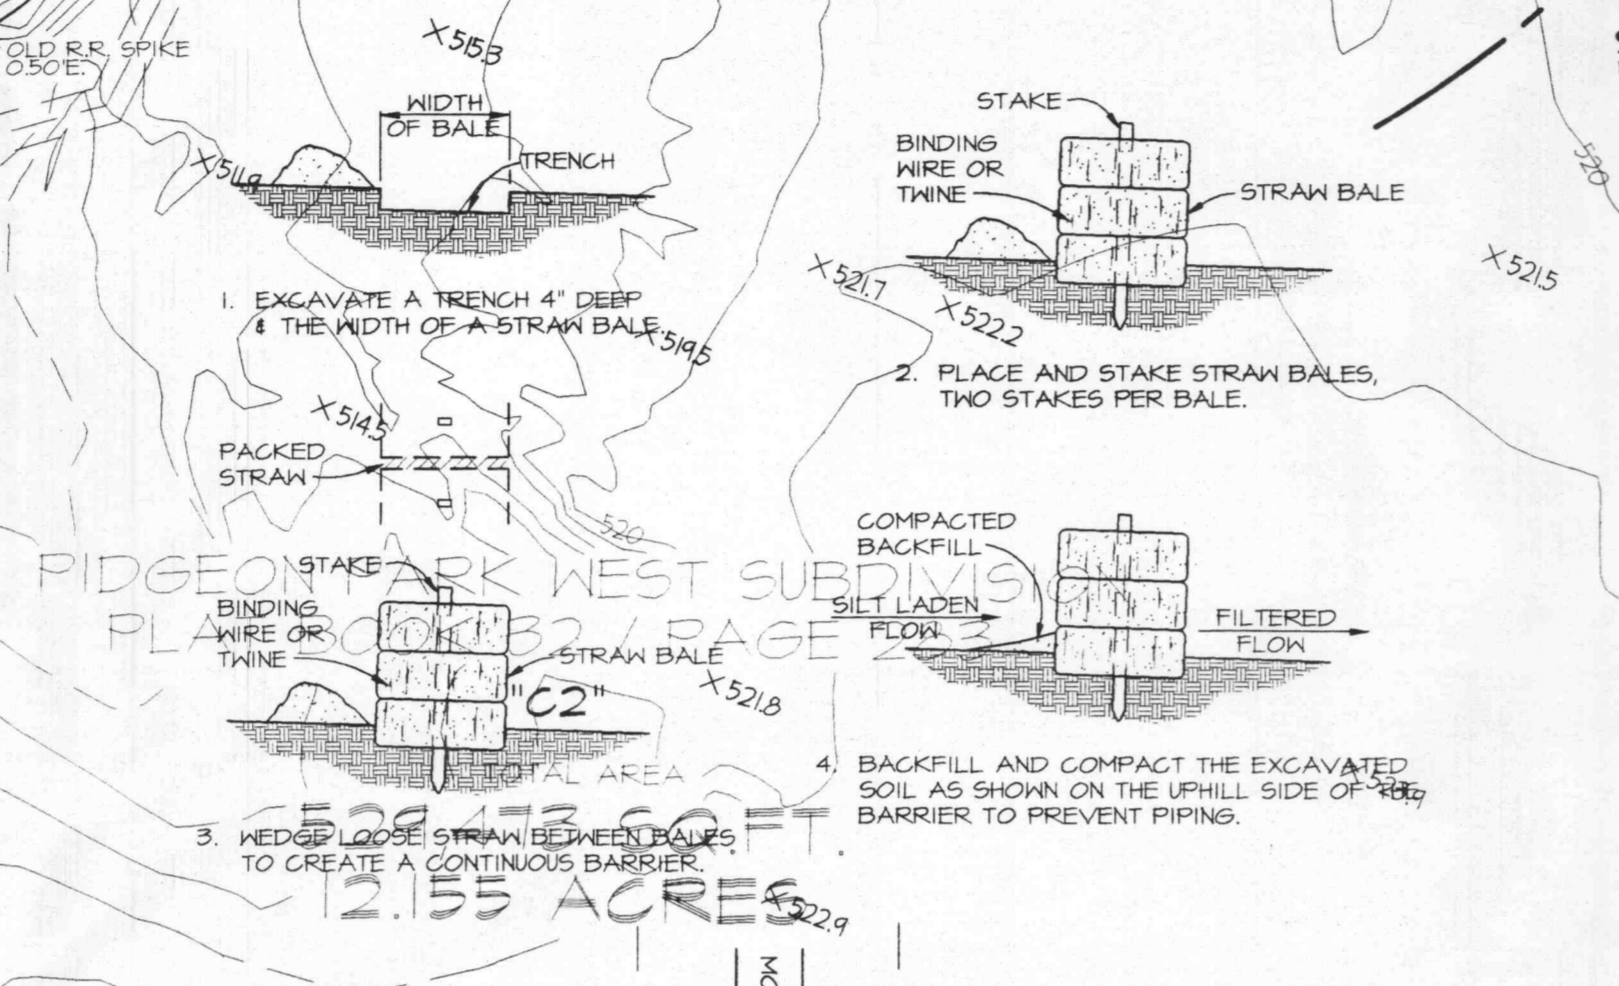 OLD R.R. SPIKE
0.50'E.
X 515.3
WIDTH
OF BALE
TRENCH
X 511.9
1. EXCAVATE A TRENCH 4" DEEP
& THE WIDTH OF A STRAW BALE.
X 519.5
STAKE
BINDING
WIRE OR
TWINE
STRAW BALE
520
X 521.7
X 522.2
X 521.5
2. PLACE AND STAKE STRAW BALES,
TWO STAKES PER BALE.
X 514.5
PACKED
STRAW
520
PIDGEON PARK WEST SUBDIVISION
PLAT BOOK 32 / PAGE 253
STAKE
BINDING
WIRE OR
TWINE
STRAW BALE
"C2"
X 521.8
COMPACTED
BACKFILL
SILT LADEN
FLOW
FILTERED
FLOW
TOTAL AREA
529,473 SQ.FT.
12.155 ACRES
3. WEDGE LOOSE STRAW BETWEEN BALES
TO CREATE A CONTINUOUS BARRIER.
4. BACKFILL AND COMPACT THE EXCAVATED
SOIL AS SHOWN ON THE UPHILL SIDE OF THE
BARRIER TO PREVENT PIPING.
X 522.9